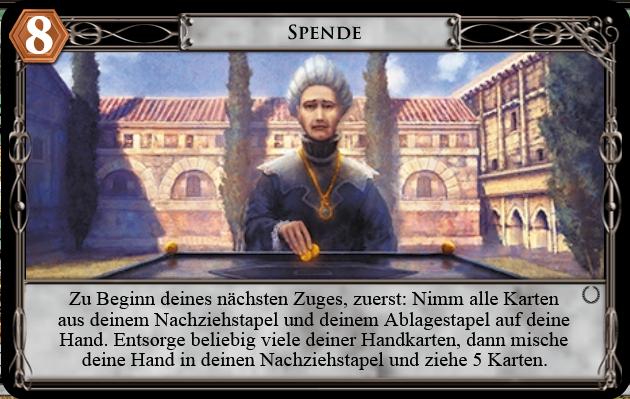 8
SPENDE
Zu Beginn deines nächsten Zuges, zuerst: Nimm alle Karten
aus deinem Nachziehstapel und deinem Ablagestapel auf deine
Hand. Entsorge beliebig viele deiner Handkarten, dann mische
deine Hand in deinen Nachziehstapel und ziehe 5 Karten.